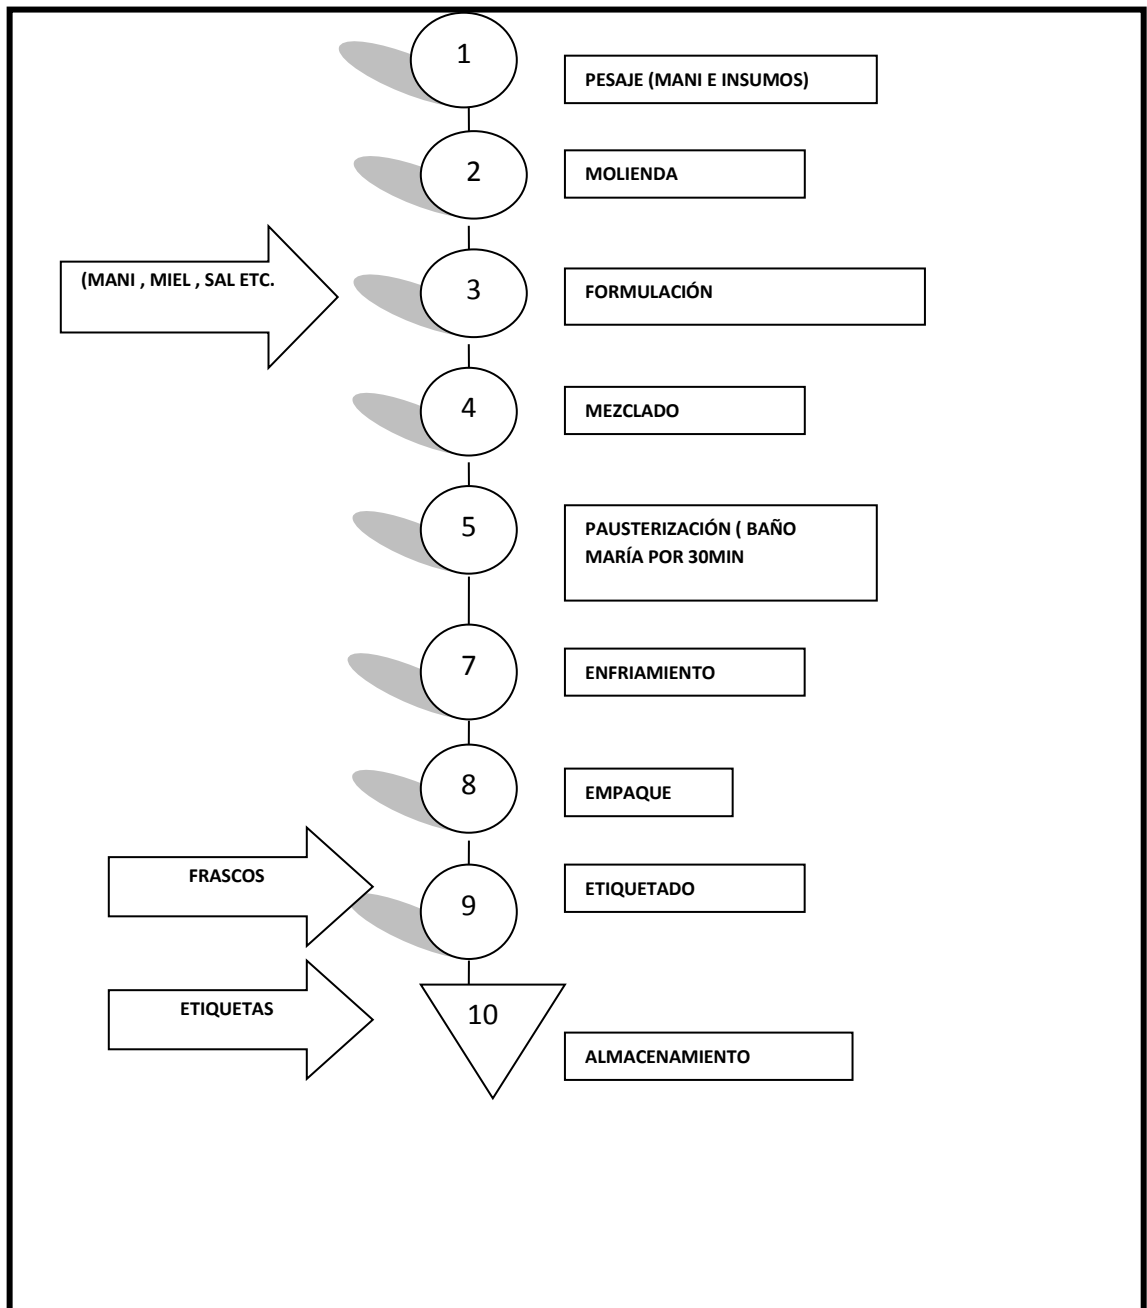 1
PESAJE (MANI E INSUMOS)
2
MOLIENDA
(MANI , MIEL , SAL ETC.
3
FORMULACIÓN
4
MEZCLADO
5
PAUSTERIZACIÓN ( BAÑO
MARÍA POR 30MIN
7
ENFRIAMIENTO
8
EMPAQUE
FRASCOS
9
ETIQUETADO
ETIQUETAS
10
ALMACENAMIENTO